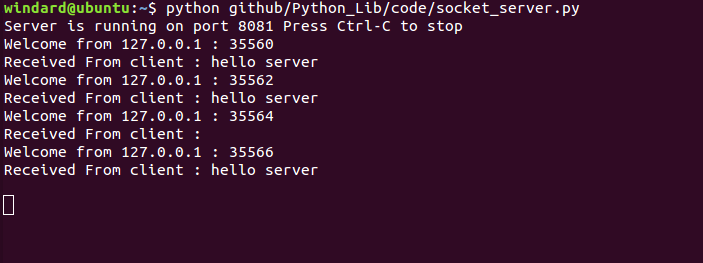 windard@ubuntu:~$ python github/Python_Lib/code/socket_server.py
Server is running on port 8081 Press Ctrl-C to stop
Welcome from 127.0.0.1 : 35560
Received From client : hello server
Welcome from 127.0.0.1 : 35562
Received From client : hello server
Welcome from 127.0.0.1 : 35564
Received From client :
Welcome from 127.0.0.1 : 35566
Received From client : hello server